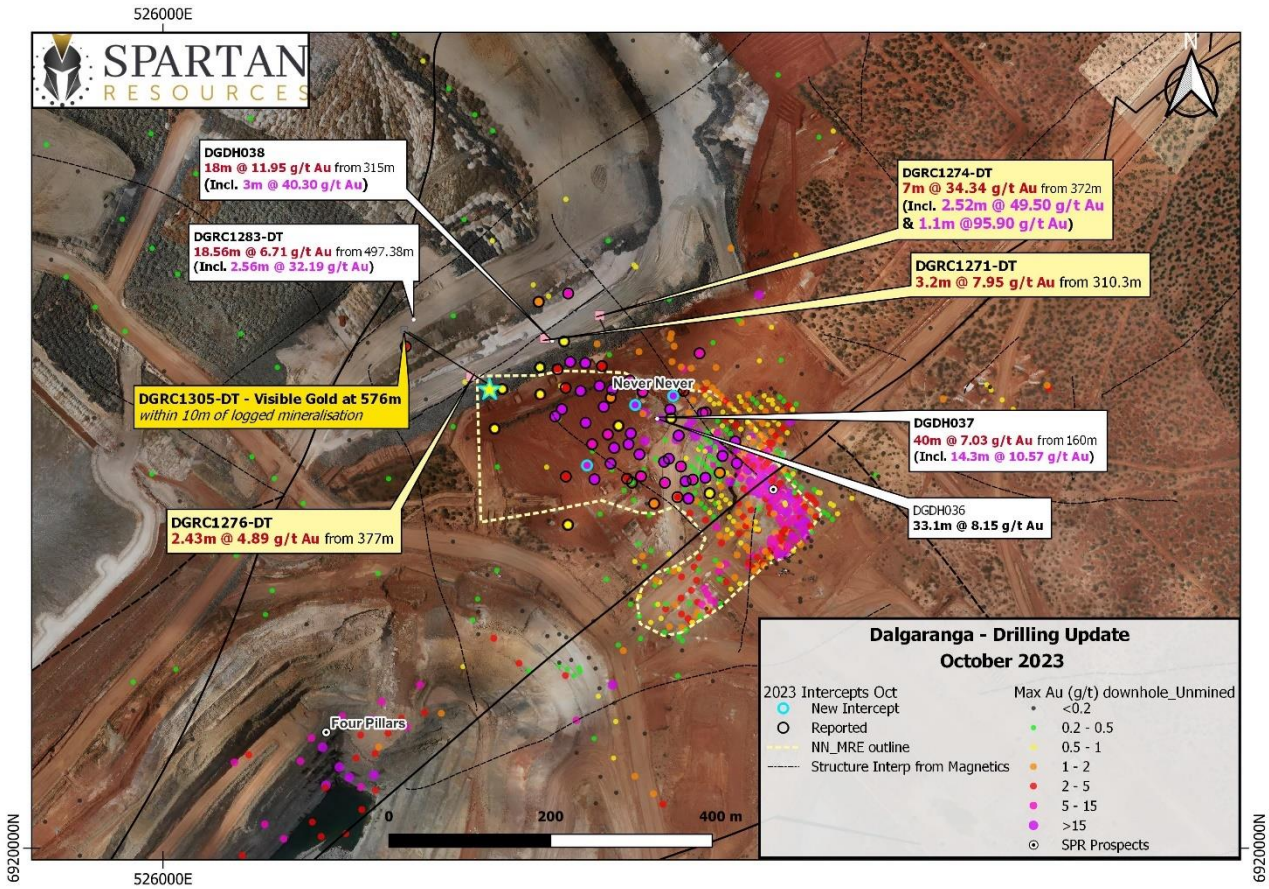 526000E
SPARTAN
RESOURCES
N
DGDH038
18m @ 11.95 g/t Au from 315m
(Incl. 3m @ 40.30 g/t Au)
DGRC1274-DT
7m @ 34.34 g/t Au from 372m
(Incl. 2.52m @ 49.50 g/t Au
& 1.1m @95.90 g/t Au)
DGRC1283-DT
18.56m @ 6.71 g/t Au from 497.38m
(Incl. 2.56m @ 32.19 g/t Au)
DGRC1271-DT
3.2m @ 7.95 g/t Au from 310.3m
Never Never
DGRC1305-DT - Visible Gold at 576m
within 10m of logged mineralisation
DGDH037
40m @ 7.03 g/t Au from 160m
(Incl. 14.3m @ 10.57 g/t Au)
DGDH036
33.1m @ 8.15 g/t Au
DGRC1276-DT
2.43m @ 4.89 g/t Au from 377m
Four Pillars
Dalgaranga - Drilling Update
October 2023
2023 Intercepts Oct
New Intercept
Reported
NN_MRE outline
Structure Interp from Magnetics
Max Au (g/t) downhole_Unmined
<0.2
0.2 - 0.5
0.5 - 1
1 - 2
2 - 5
5 - 15
>15
SPR Prospects
0 200 400 m
6920000N
6920000N
526000E